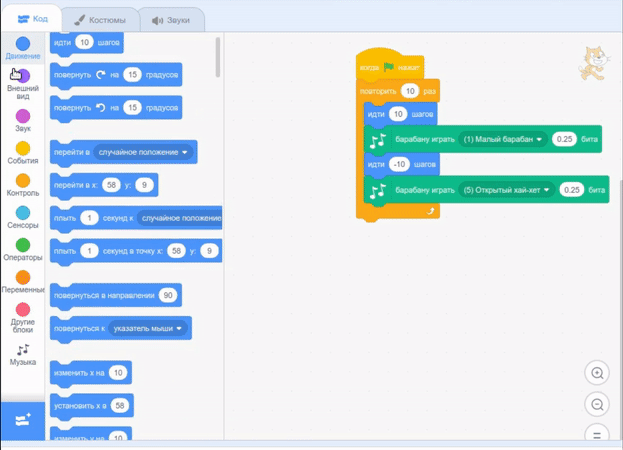 Код
Костюмы
Звуки
Движение
Внешний
вид
Звук
События
Контроль
Сенсоры
Операторы
Переменные
Другие
блоки
Музыка
идти 10 шагов
повернуть на 15 градусов
повернуть на 15 градусов
перейти в случайное положение
перейти в x: 58 y: 9
плыть 1 секунд к случайное положение
плыть 1 секунд в точку x: 58 y: 9
повернуться в направлении 90
повернуться к указатель мыши
изменить x на 10
установить x в 58
изменить y на 10
когда нажат
повторить 10 раз
идти 10 шагов
барабану играть (1) Малый барабан 0.25 бита
идти -10 шагов
барабану играть (5) Открытый хай-хет 0.25 бита